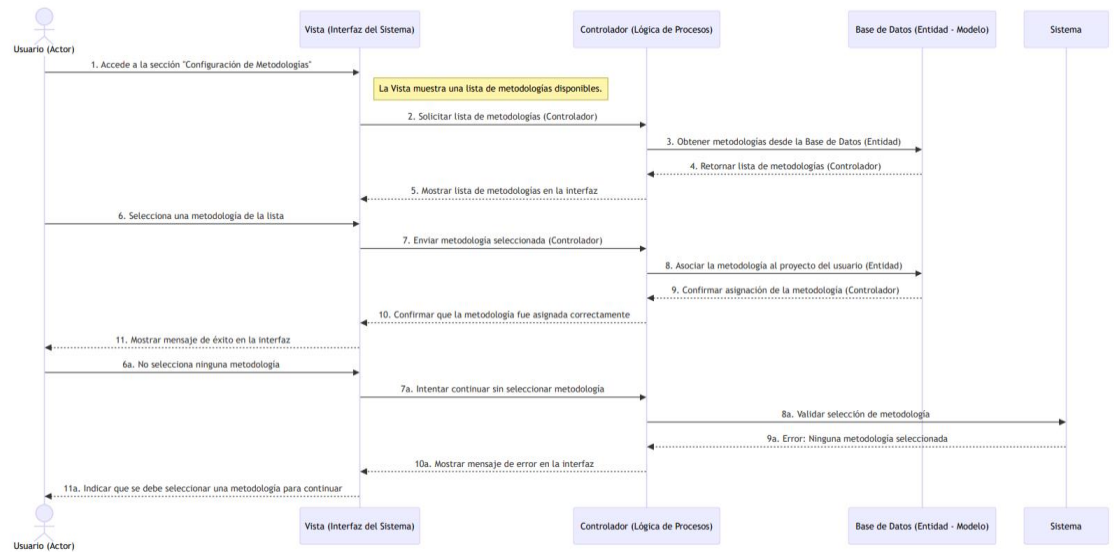 Usuario (Actor)
Vista (Interfaz del Sistema)
Controlador (Lógica de Procesos)
Base de Datos (Entidad - Modelo)
Sistema
1. Accede a la sección "Configuración de Metodologías"
La Vista muestra una lista de metodologías disponibles.
2. Solicitar lista de metodologías (Controlador)
3. Obtener metodologías desde la Base de Datos (Entidad)
4. Retornar lista de metodologías (Controlador)
5. Mostrar lista de metodologías en la interfaz
6. Selecciona una metodología de la lista
7. Enviar metodología seleccionada (Controlador)
8. Asociar la metodología al proyecto del usuario (Entidad)
9. Confirmar asignación de la metodología (Controlador)
10. Confirmar que la metodología fue asignada correctamente
11. Mostrar mensaje de éxito en la interfaz
6a. No selecciona ninguna metodología
7a. Intentar continuar sin seleccionar metodología
8a. Validar selección de metodología
9a. Error: Ninguna metodología seleccionada
10a. Mostrar mensaje de error en la interfaz
11a. Indicar que se debe seleccionar una metodología para continuar
Usuario (Actor)
Vista (Interfaz del Sistema)
Controlador (Lógica de Procesos)
Base de Datos (Entidad - Modelo)
Sistema